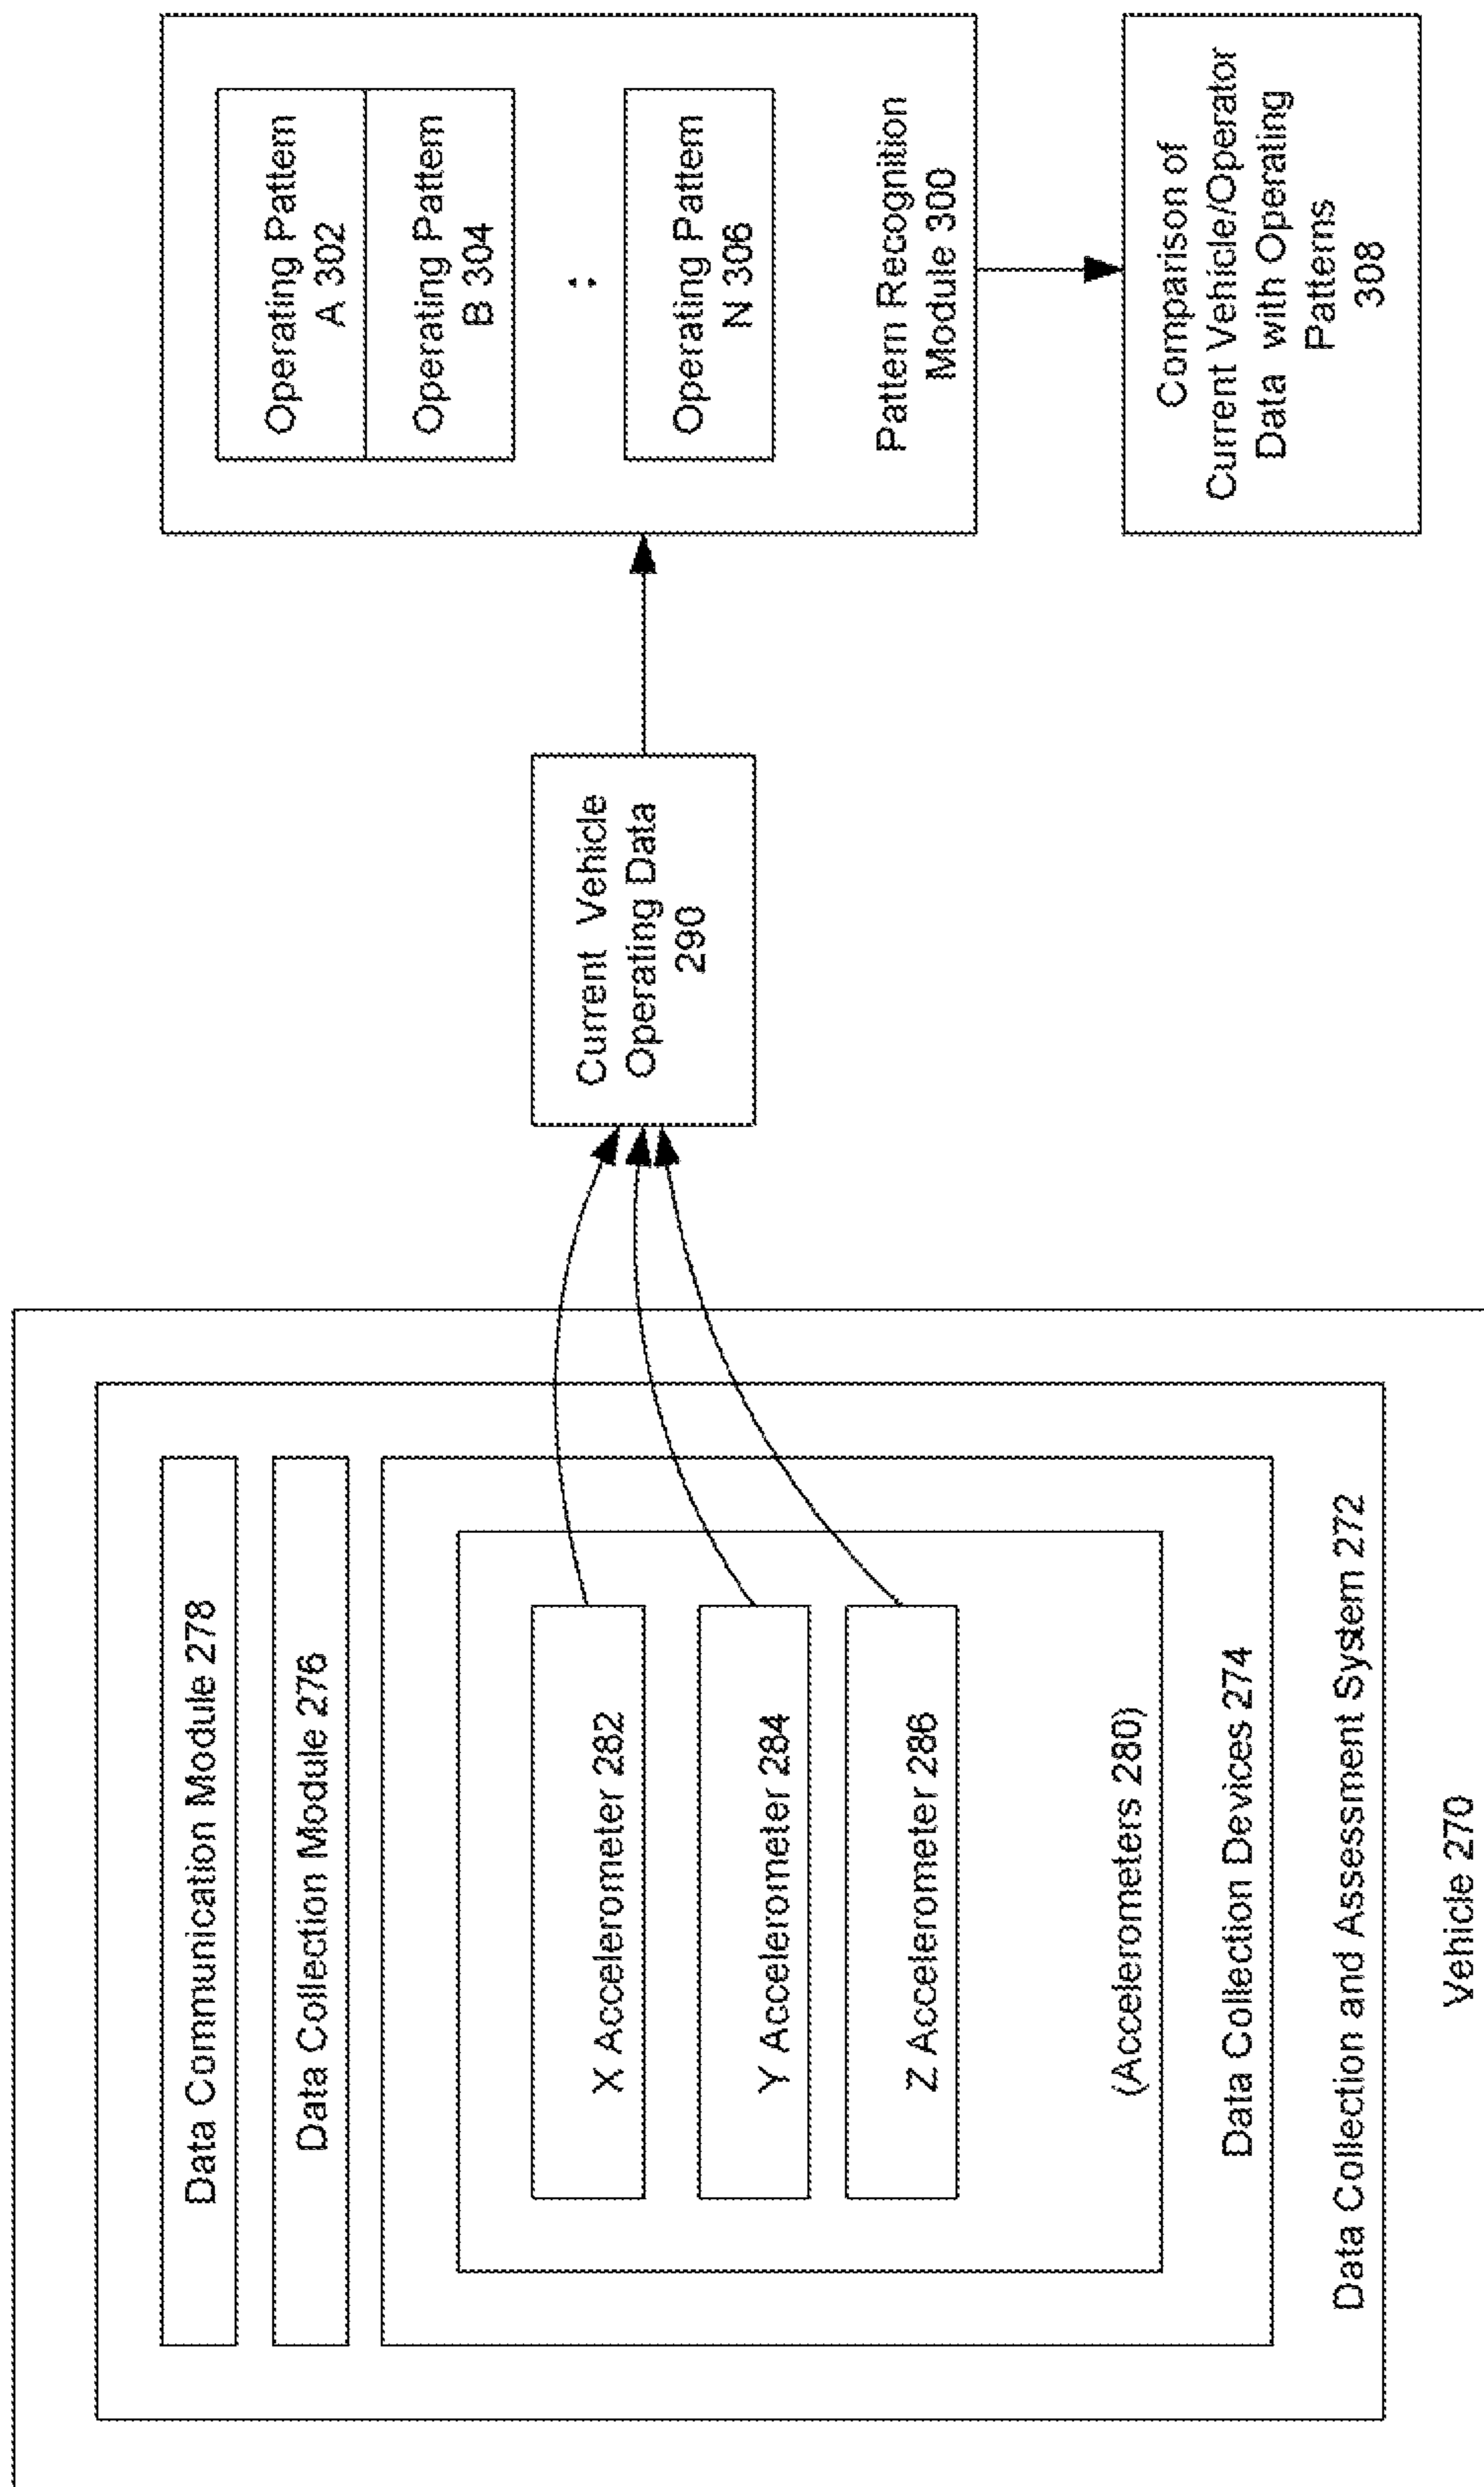 Data Communication Module 278
Data Collection Module 276
X Accelerometer 282
Y Accelerometer 284
Z Accelerometer 286
(Accelerometers 280)
Data Collection Devices 274
Data Collection and Assessment System 272
Vehicle 270
Current Vehicle
Operating Data
290
Operating Pattern
A 302
Operating Pattern
B 304
:
Operating Pattern
N 306
Pattern Recognition
Module 300
Comparison of
Current Vehicle/Operator
Data with Operating
Patterns
308